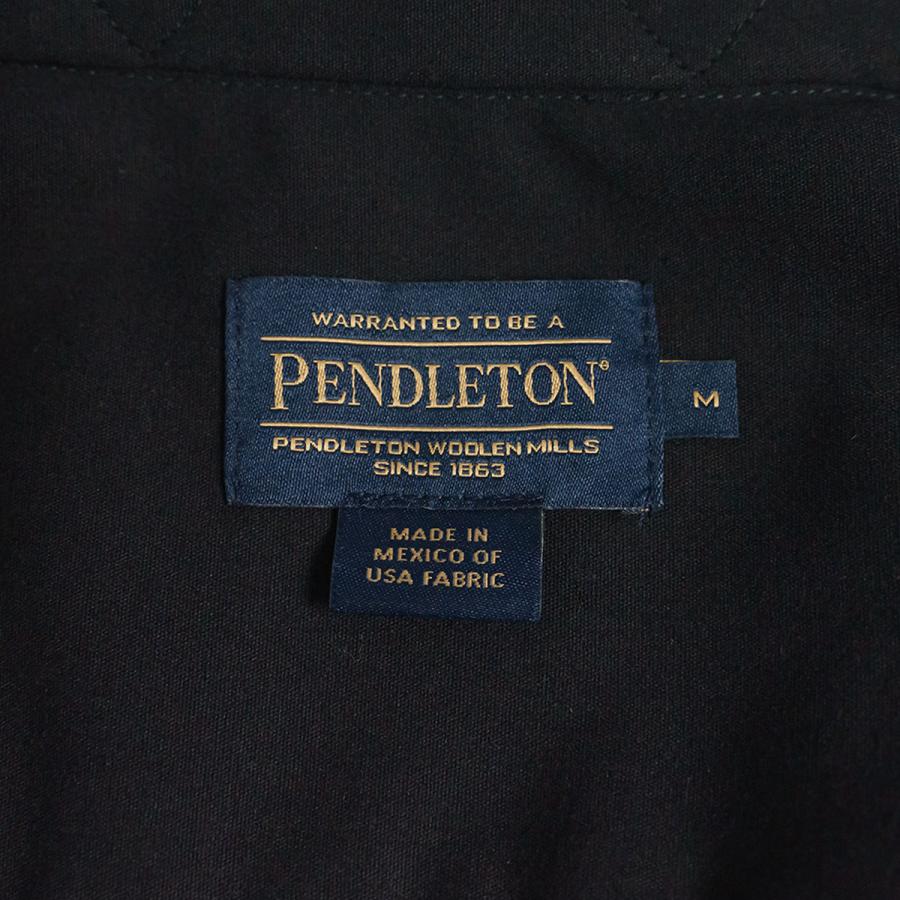 WARRANTED TO BE A
PENDLETON®
PENDLETON WOOLEN MILLS
SINCE 1863
M
MADE IN
MEXICO OF
USA FABRIC